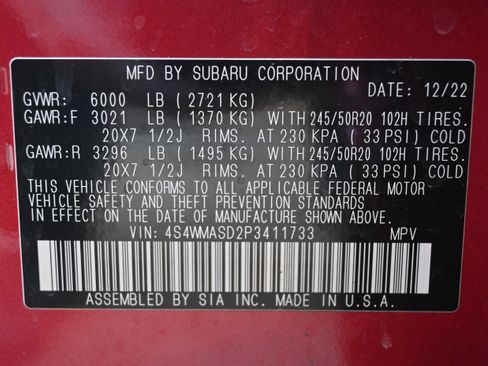 MFD BY SUBARU CORPORATION
DATE: 12/22
GVWR: 6000 LB ( 2721 KG)
GAWR:F 3021 LB ( 1370 KG) WITH 245/50R20 102H TIRES.
20X7 1/2J RIMS. AT 230 KPA ( 33 PSI) COLD
GAWR:R 3296 LB ( 1495 KG) WITH 245/50R20 102H TIRES.
20X7 1/2J RIMS. AT 230 KPA ( 33 PSI) COLD
THIS VEHICLE CONFORMS TO ALL APPLICABLE FEDERAL MOTOR
VEHICLE SAFETY AND THEFT PREVENTION STANDARDS
IN EFFECT ON THE DATE OF MANUFACTURE SHOWN ABOVE.
VIN: 4S4WMASD2P3411733 MPV
ASSEMBLED BY SIA INC. MADE IN U.S.A.